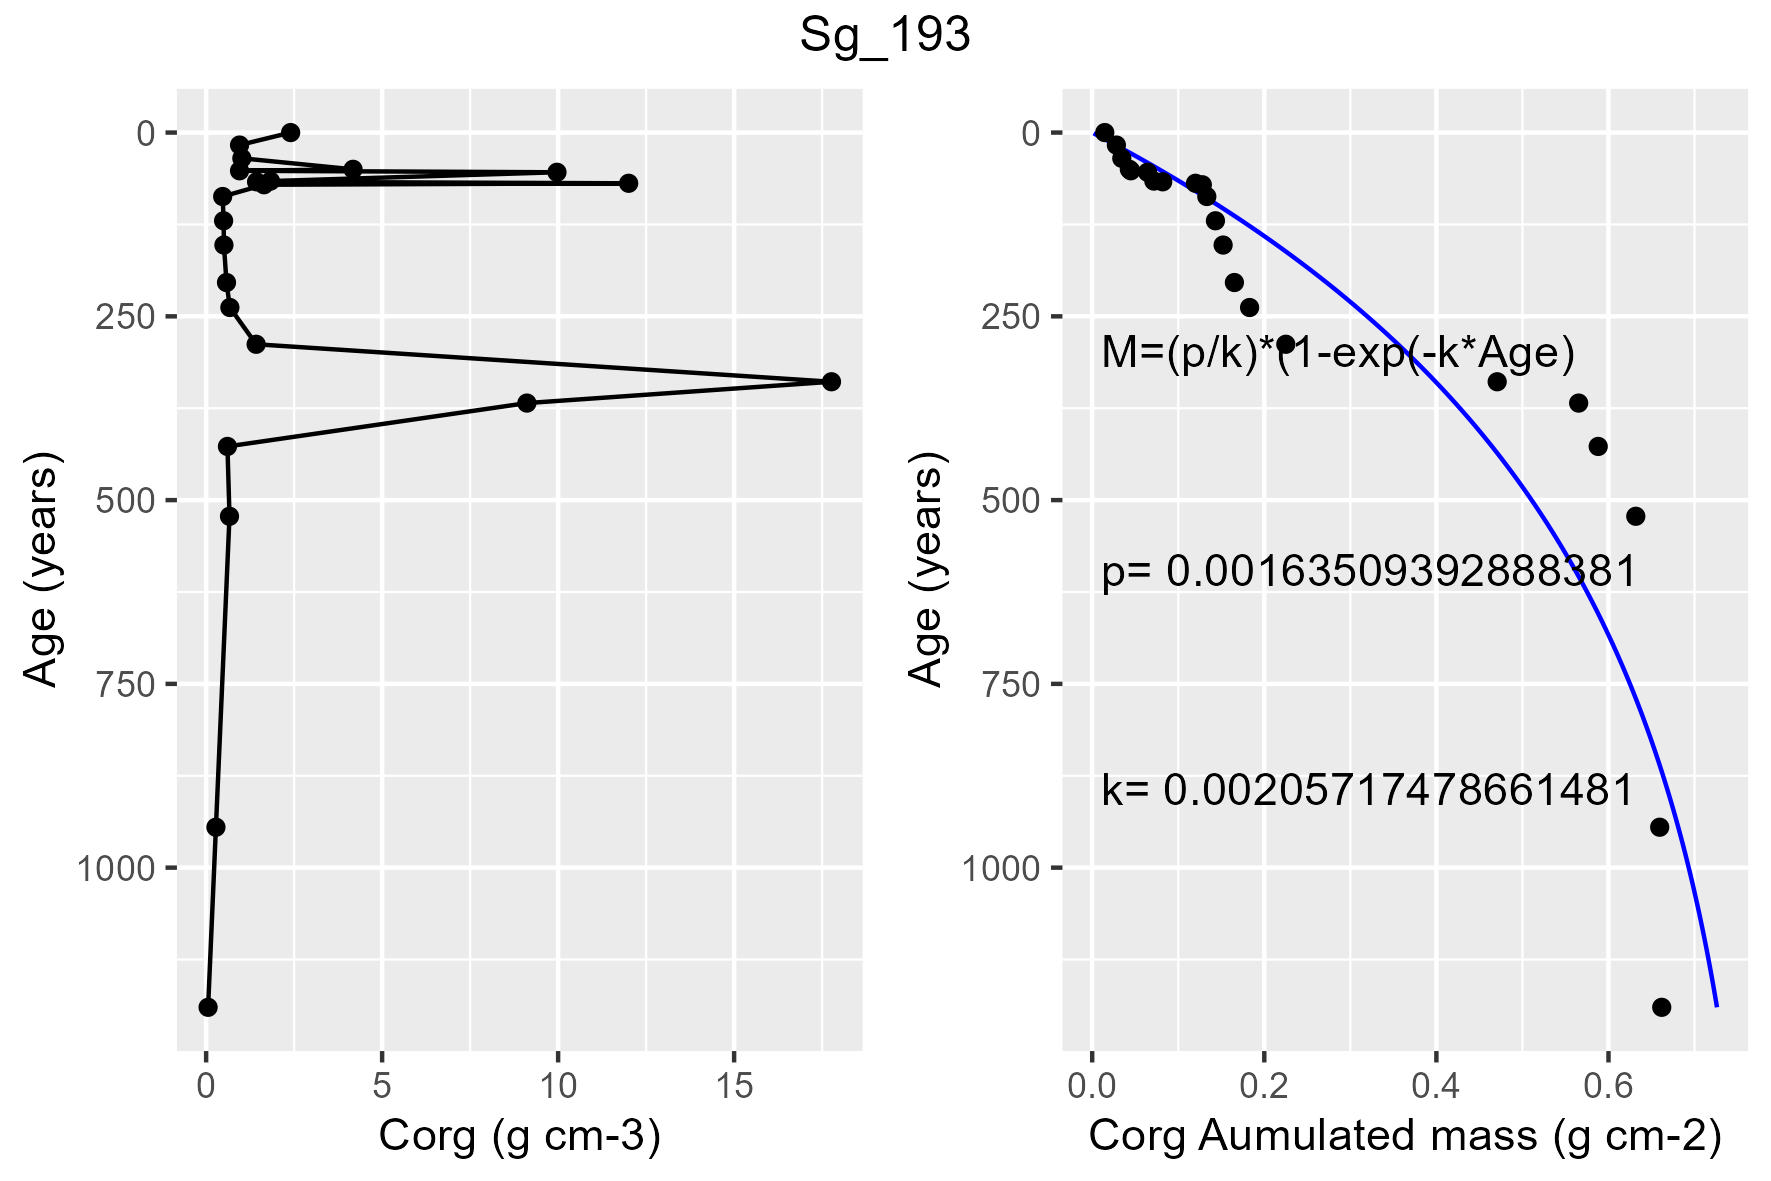 Sg_193
0
250
500
750
1000
Age (years)
0
5
10
15
Corg (g cm-3)
0
250
500
750
1000
Age (years)
M=(p/k)*(1-exp(-k*Age)
p= 0.00163509392888381
k= 0.00205717478661481
0.0
0.2
0.4
0.6
Corg Aumulated mass (g cm-2)